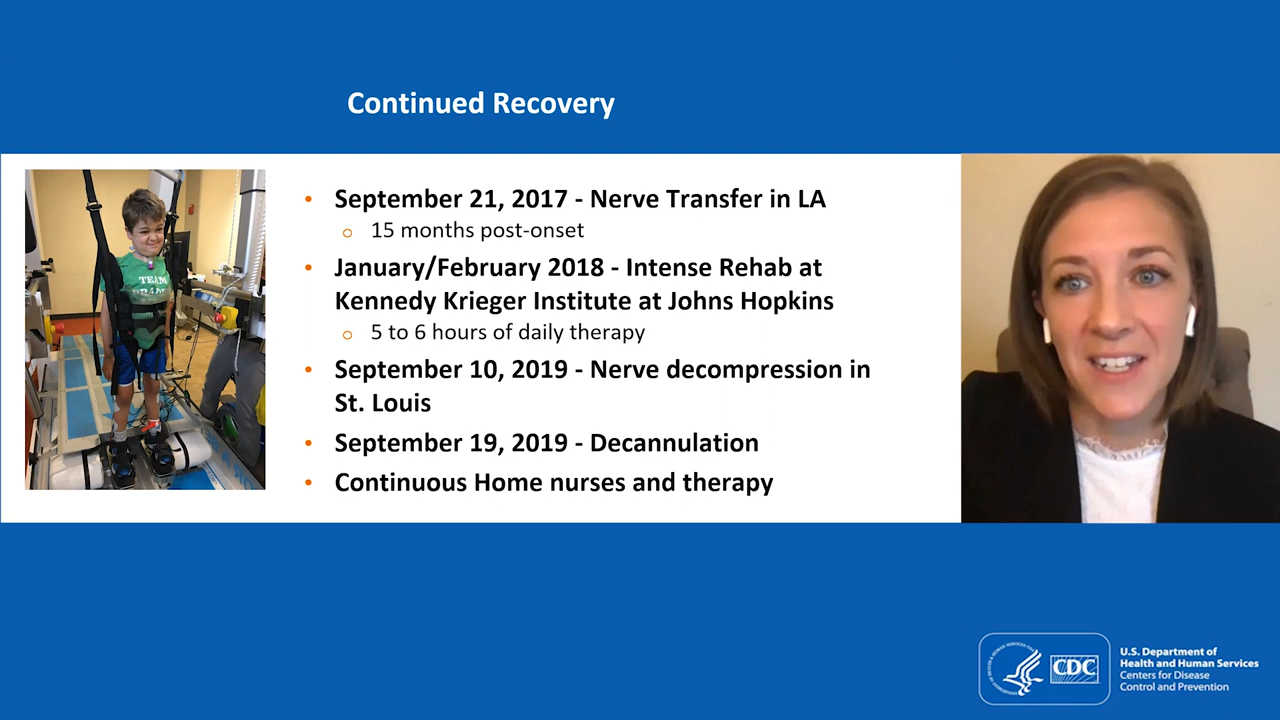 Continued Recovery
• September 21, 2017 - Nerve Transfer in LA
o 15 months post-onset
• January/February 2018 - Intense Rehab at
Kennedy Krieger Institute at Johns Hopkins
o 5 to 6 hours of daily therapy
• September 10, 2019 - Nerve decompression in
St. Louis
• September 19, 2019 - Decannulation
• Continuous Home nurses and therapy
TEAM
CDC
U.S. Department of
Health and Human Services
Centers for Disease
Control and Prevention